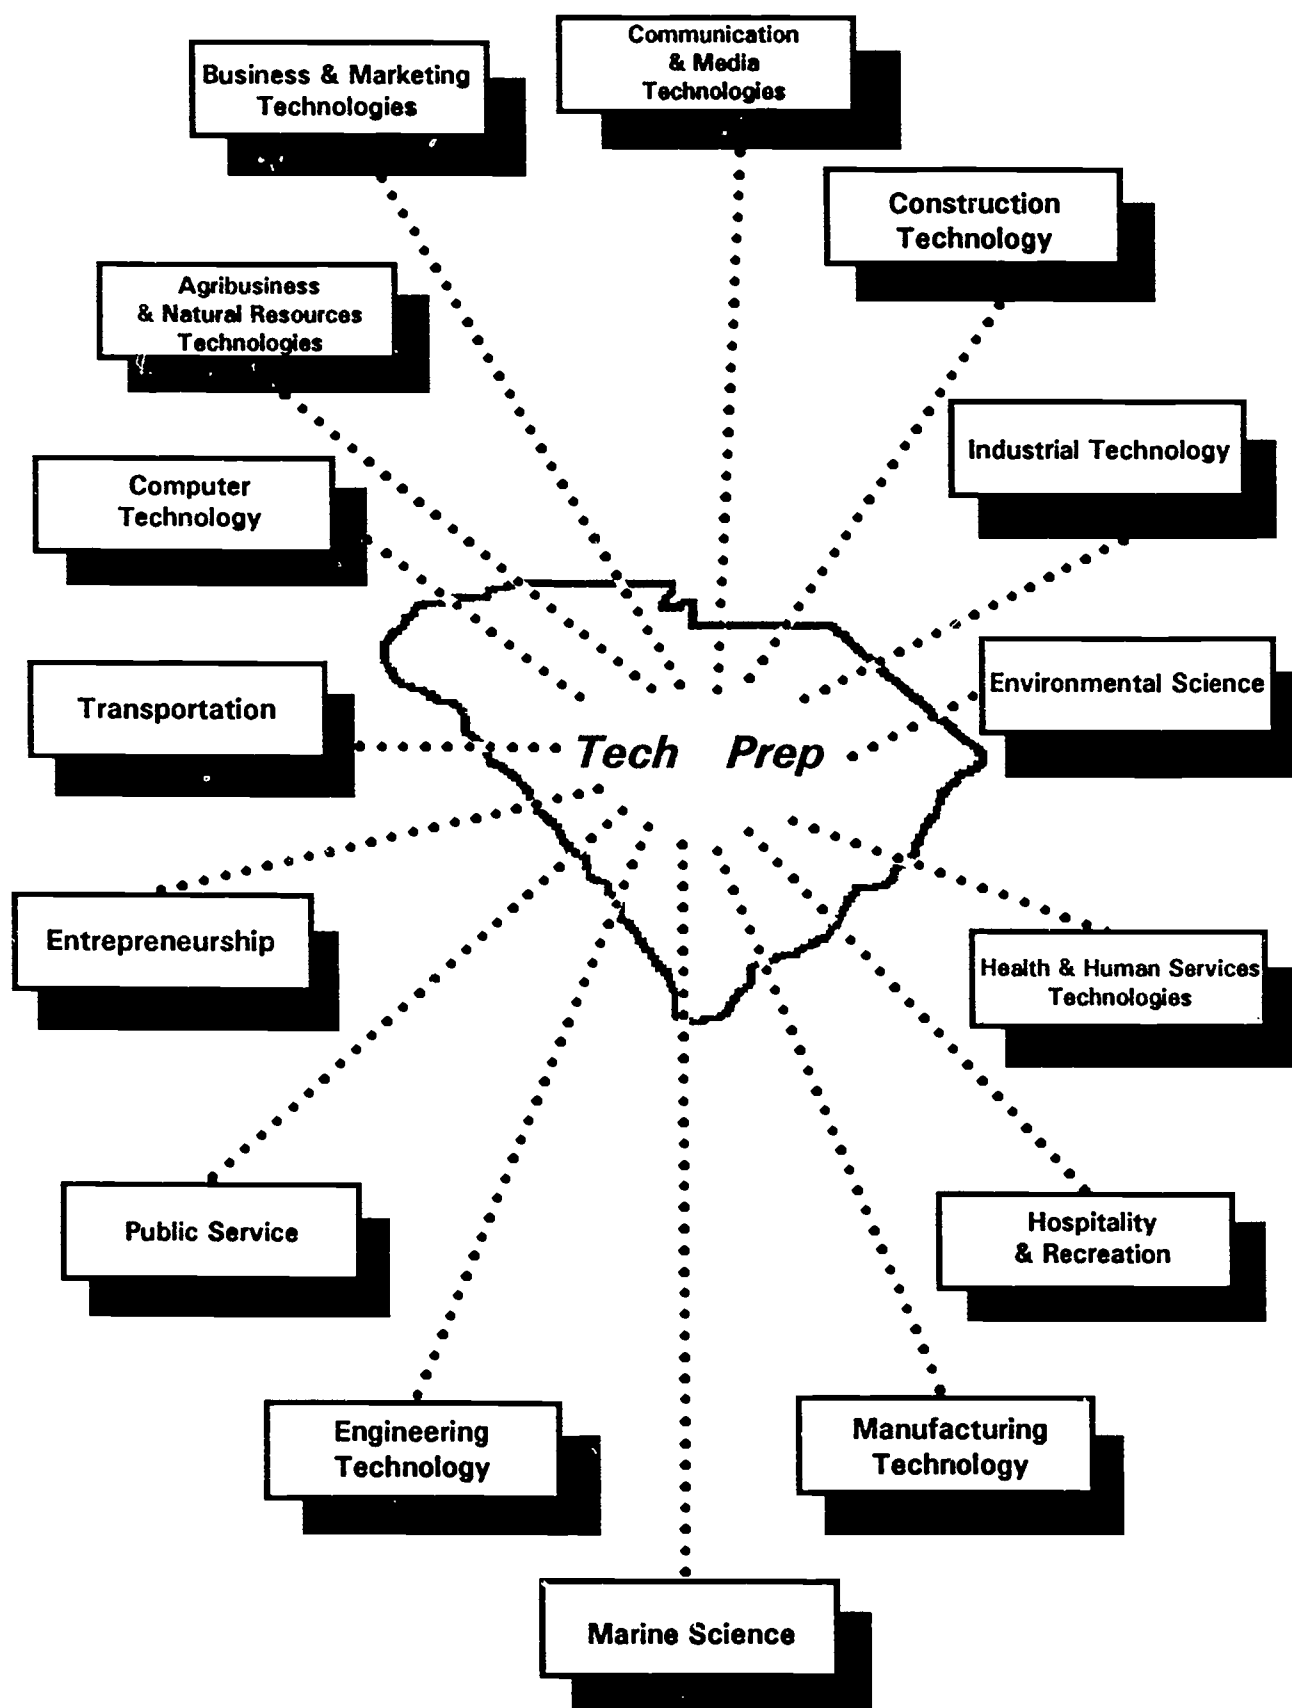 Communication
& Media
Technologies
Business & Marketing
Technologies
Construction
Technology
Agribusiness
& Natural Resources
Technologies
Industrial Technology
Computer
Technology
Environmental Science
Transportation
Tech Prep
Entrepreneurship
Health & Human Services
Technologies
Public Service
Hospitality
& Recreation
Engineering
Technology
Manufacturing
Technology
Marine Science